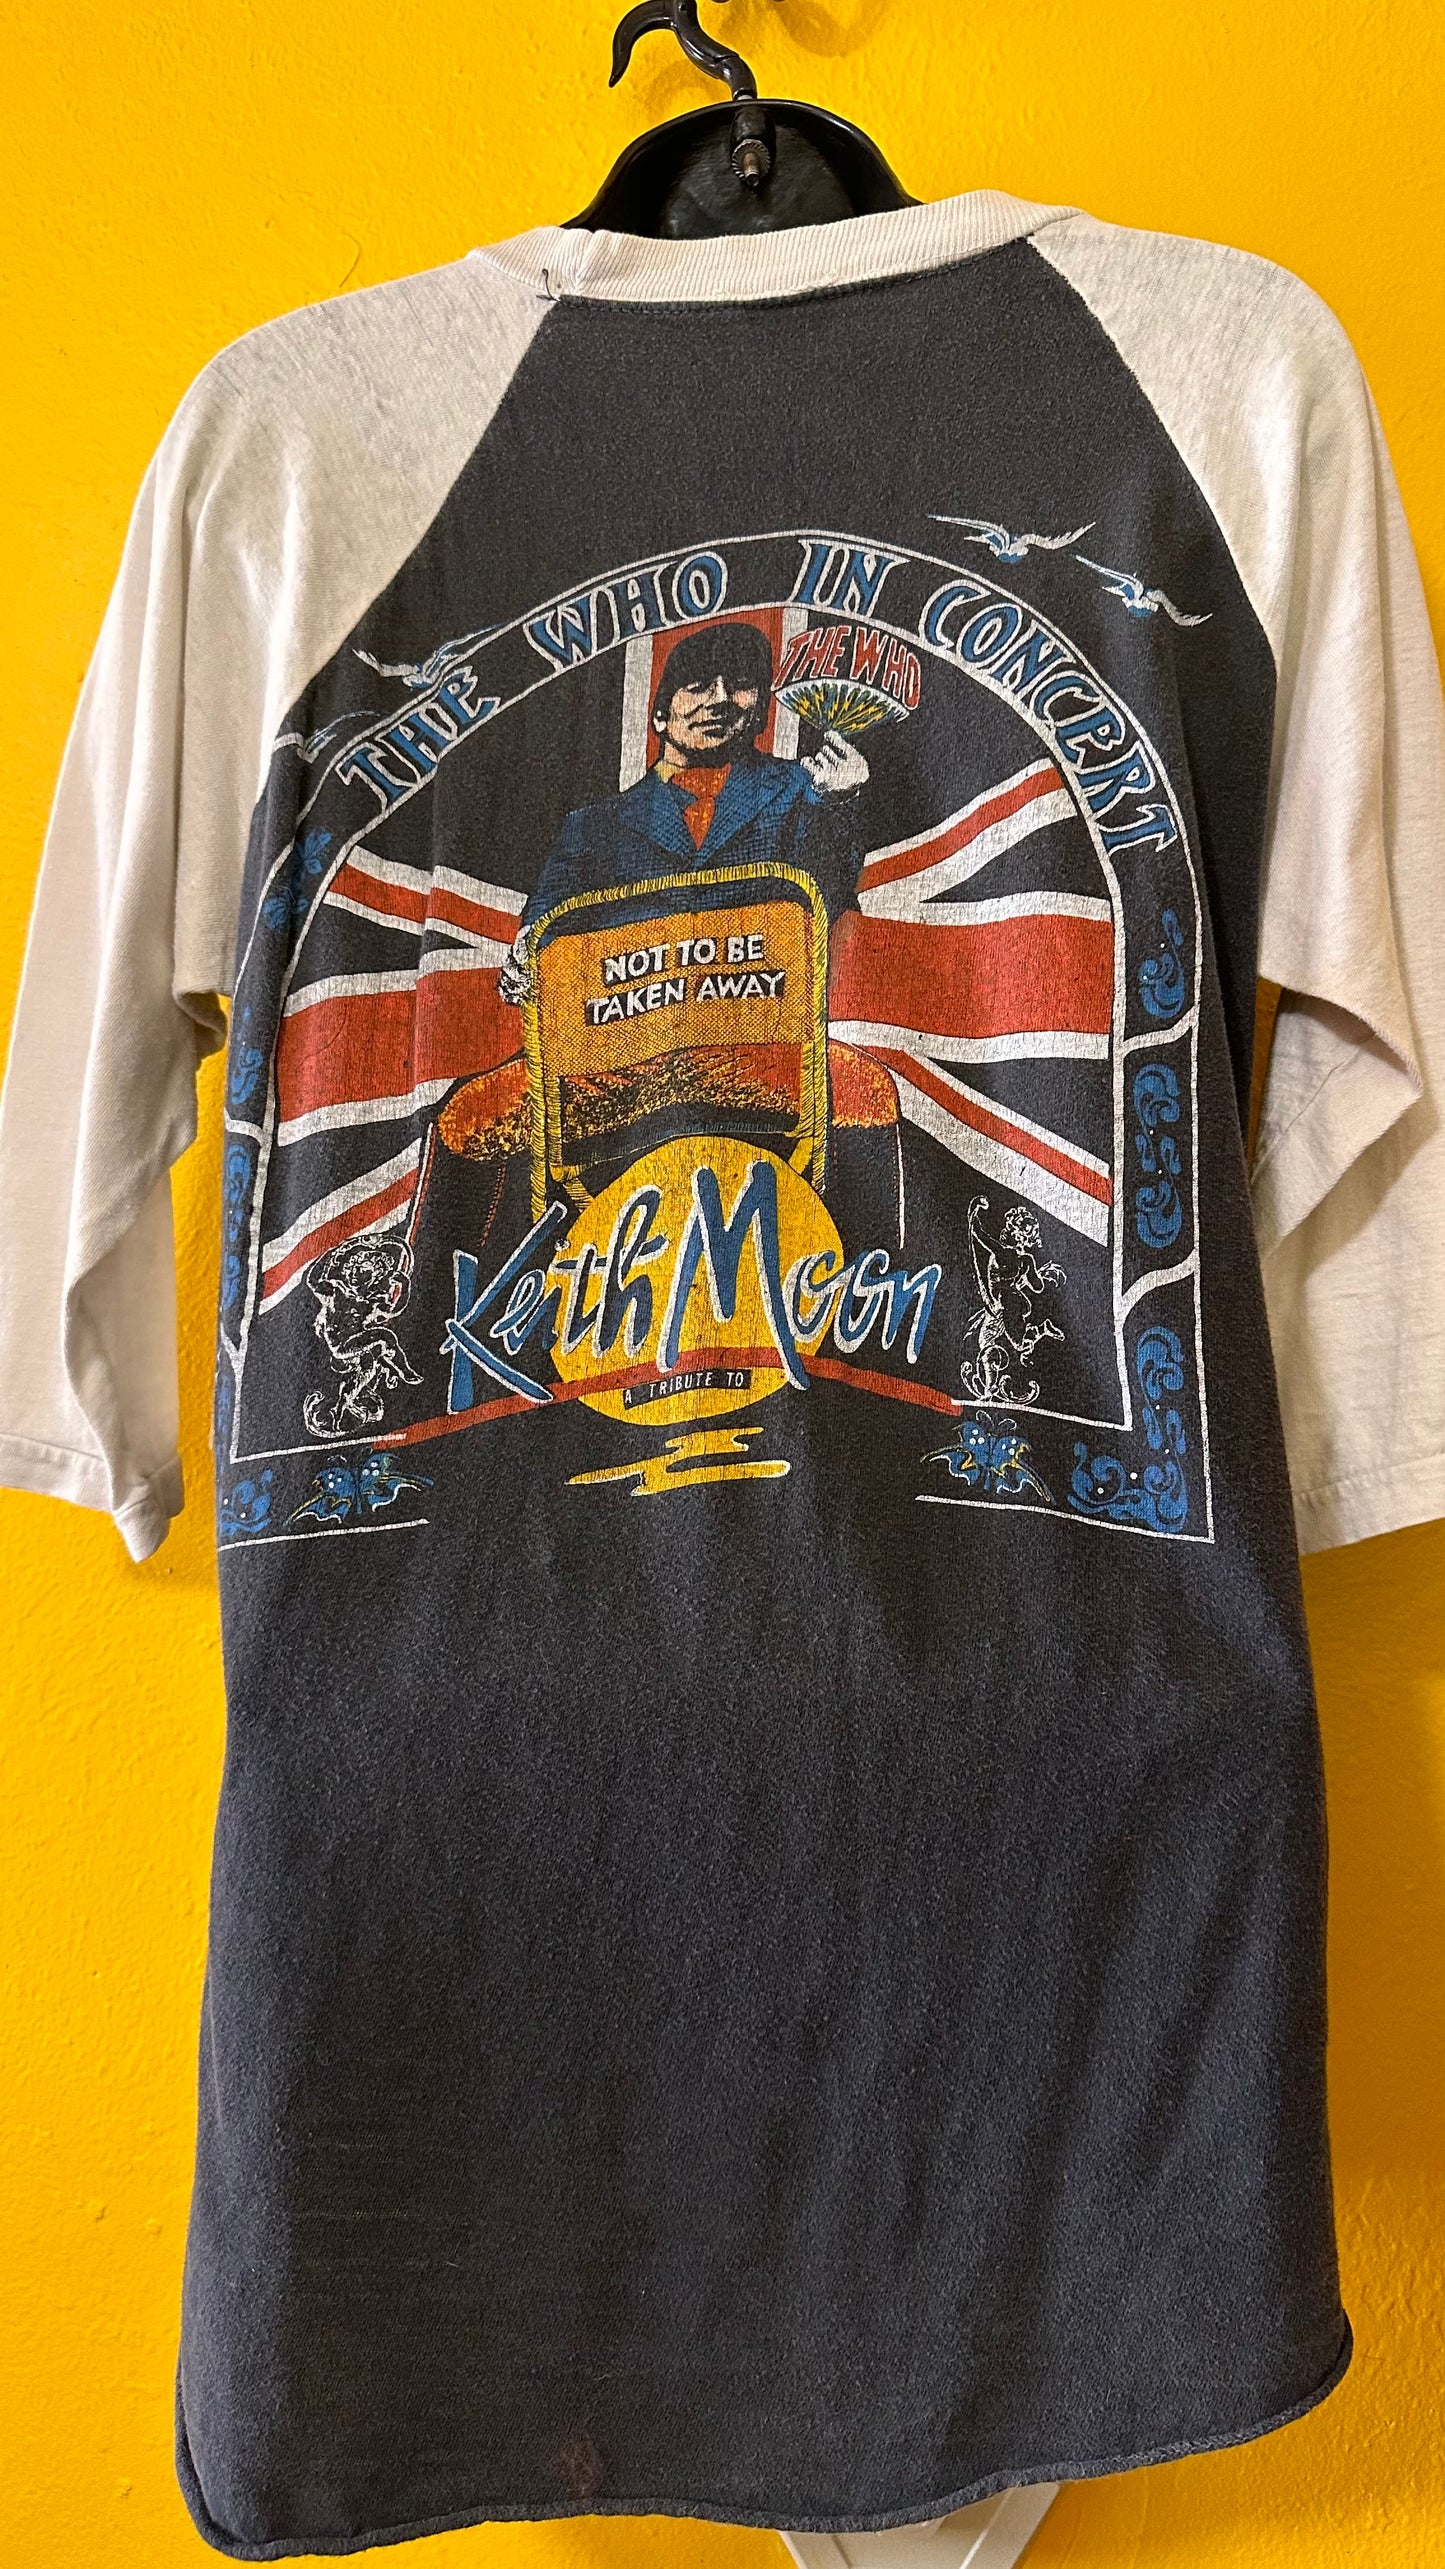 THE WHO IN CONCERT
THE WHO
NOT TO BE
TAKEN AWAY
Keith Moon
A TRIBUTE TO